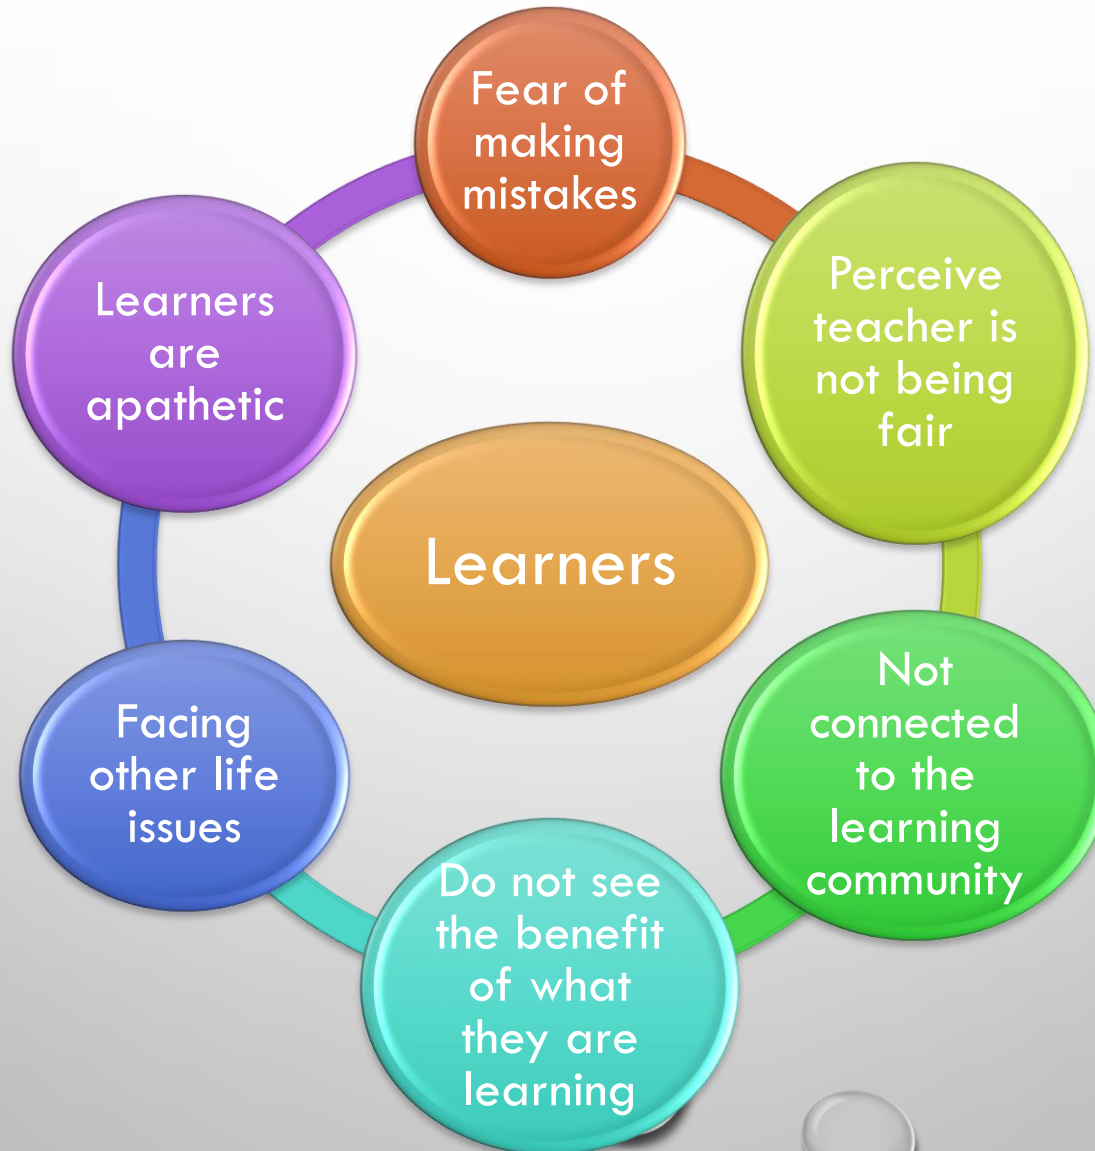 Fear of
making
mistakes
Perceive
teacher is
not being
fair
Not
connected
to the
learning
community
Do not see
the benefit
of what
they are
learning
Facing
other life
issues
Learners
are
apathetic
Learners